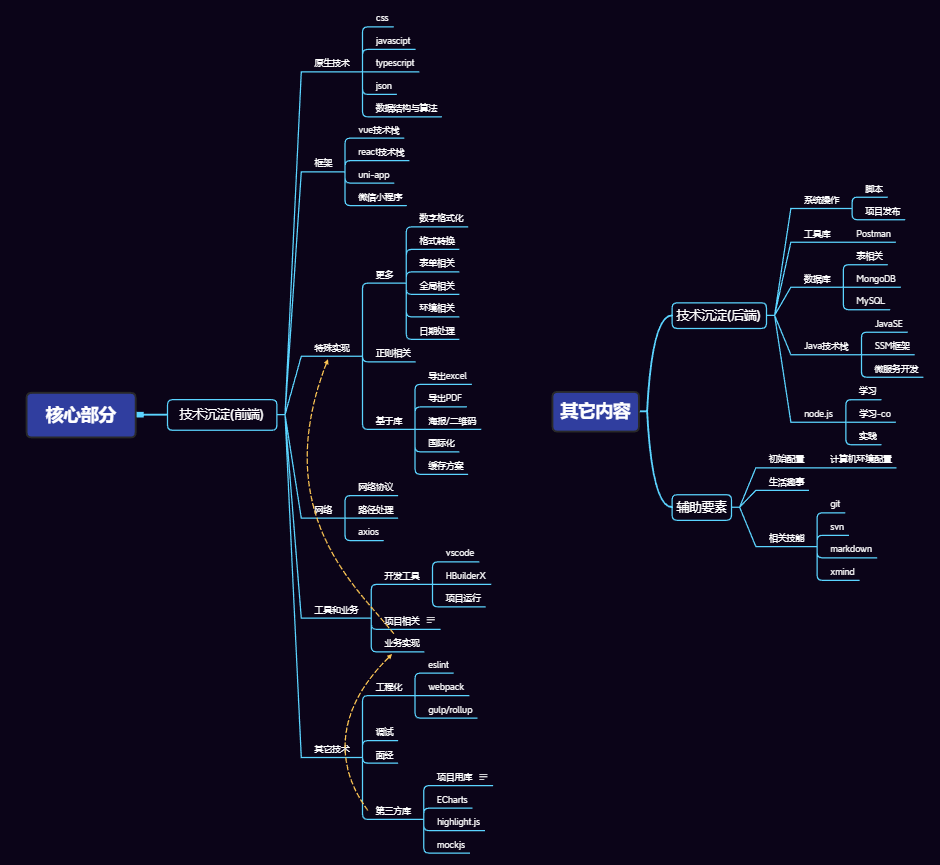 核心部分
技术沉淀(前端)
原生技术
css
javascipt
typescript
json
数据结构与算法
框架
vue技术栈
react技术栈
uni-app
微信小程序
特殊实现
更多
数字格式化
格式转换
表单相关
全局相关
环境相关
日期处理
正则相关
基于库
导出excel
导出PDF
海报/二维码
国际化
缓存方案
网络
网络协议
路径处理
axios
工具和业务
开发工具
vscode
HBuilderX
项目运行
项目相关
业务实现
其它技术
工程化
eslint
webpack
gulp/rollup
调试
面经
第三方库
项目用库
ECharts
highlight.js
mockjs
其它内容
技术沉淀(后端)
系统操作
脚本
项目发布
工具库
Postman
数据库
表相关
MongoDB
MySQL
Java技术栈
JavaSE
SSM框架
微服务开发
node.js
学习
学习-co
实践
辅助要素
初始配置
计算机环境配置
生活趣事
相关技能
git
svn
markdown
xmind